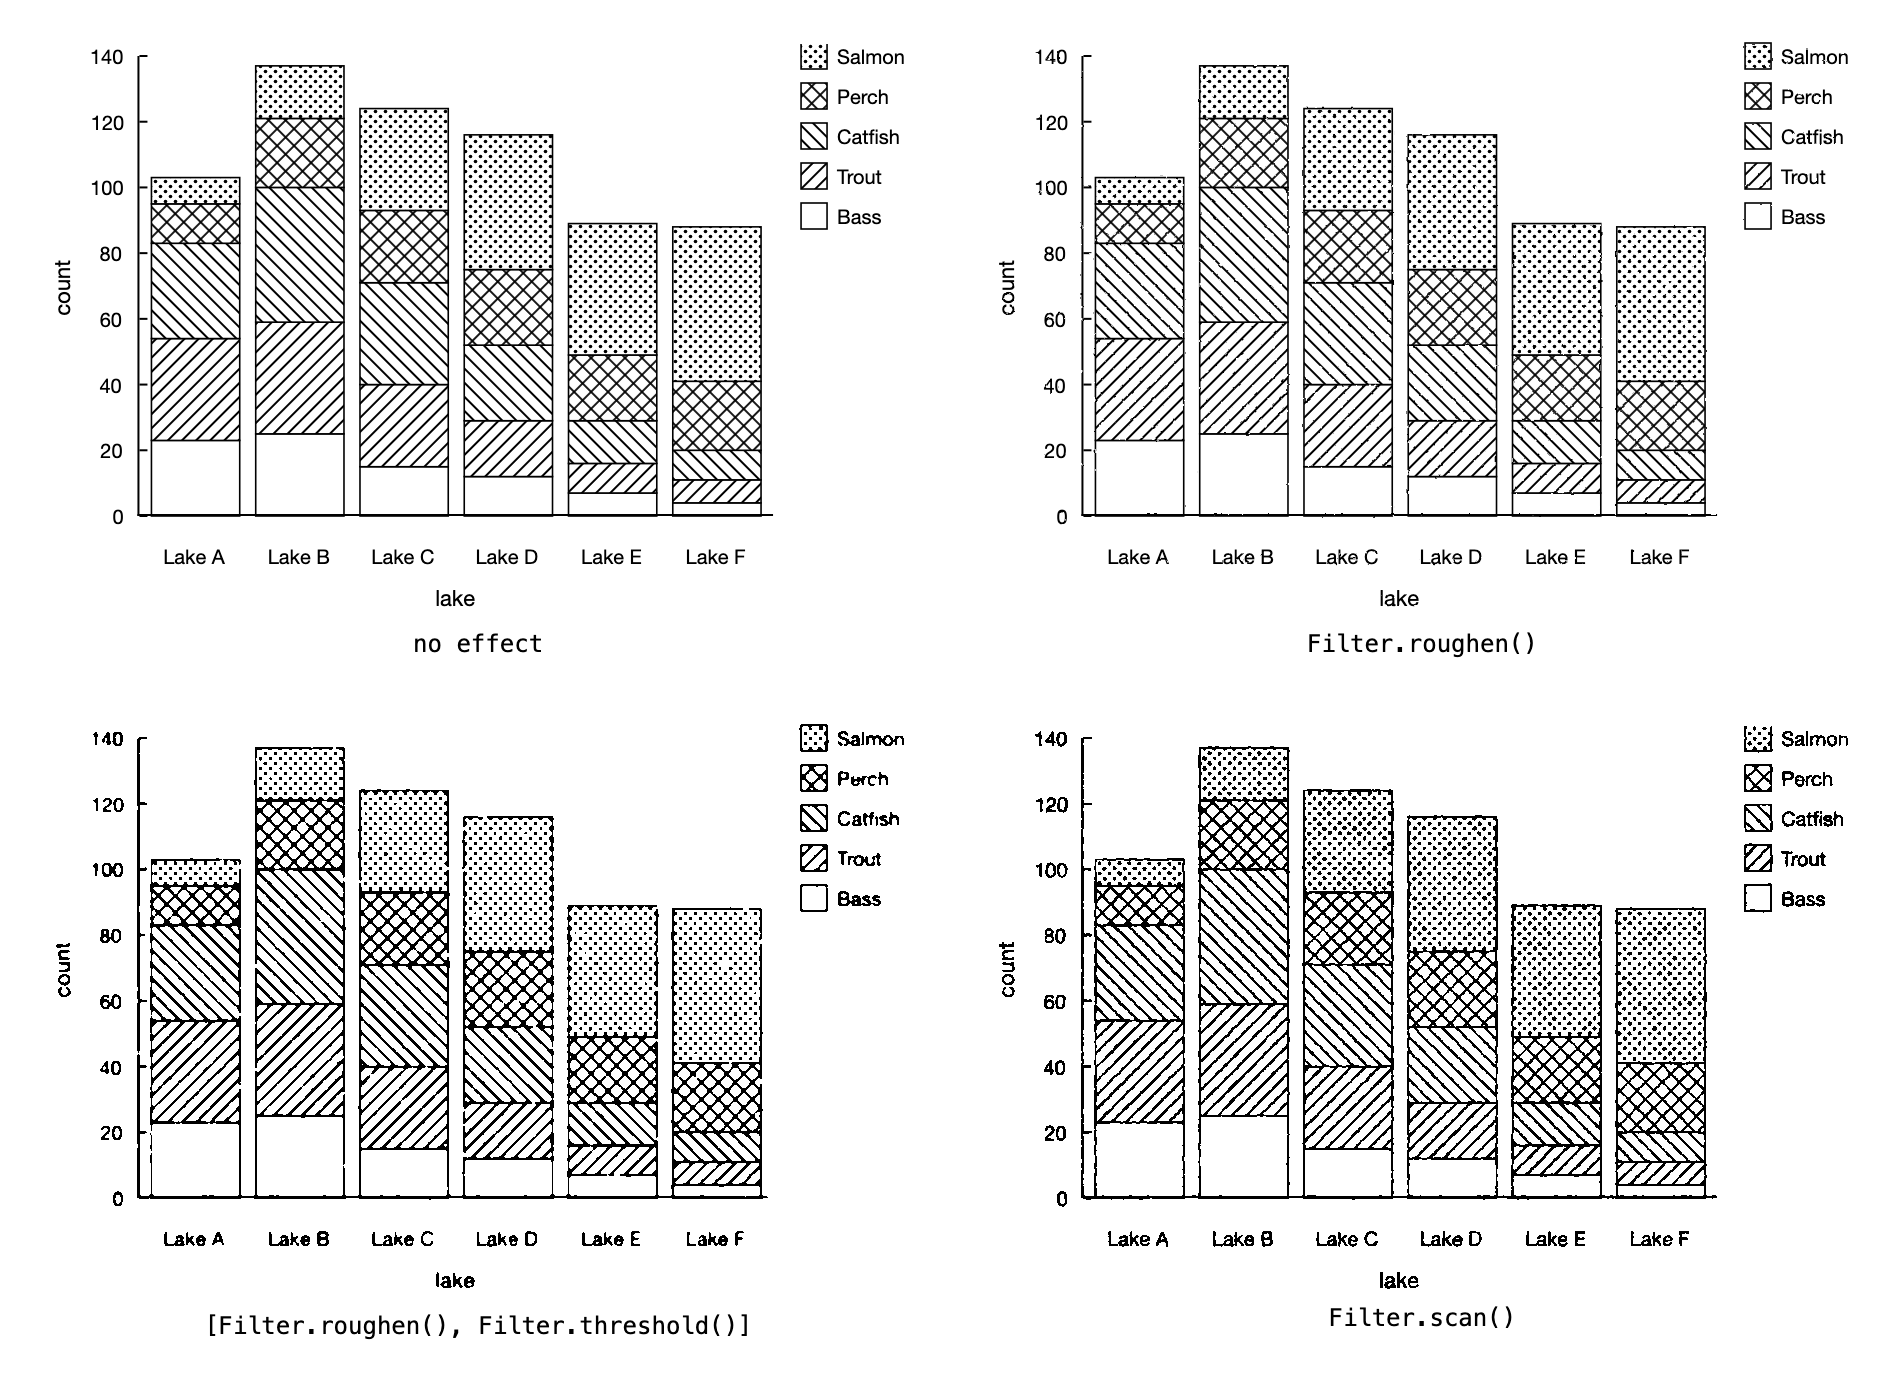 140
120
100
80
60
40
20
0
count
Lake A Lake B Lake C Lake D Lake E Lake F
lake
Salmon
Perch
Catfish
Trout
Bass
no effect
140
120
100
80
60
40
20
0
count
Lake A Lake B Lake C Lake D Lake E Lake F
lake
Salmon
Perch
Catfish
Trout
Bass
Filter.roughen()
140
120
100
80
60
40
20
0
count
Lake A Lake B Lake C Lake D Lake E Lake F
lake
Salmon
Perch
Catfish
Trout
Bass
[Filter.roughen(), Filter.threshold()]
140
120
100
80
60
40
20
0
count
Lake A Lake B Lake C Lake D Lake E Lake F
lake
Salmon
Perch
Catfish
Trout
Bass
Filter.scan()